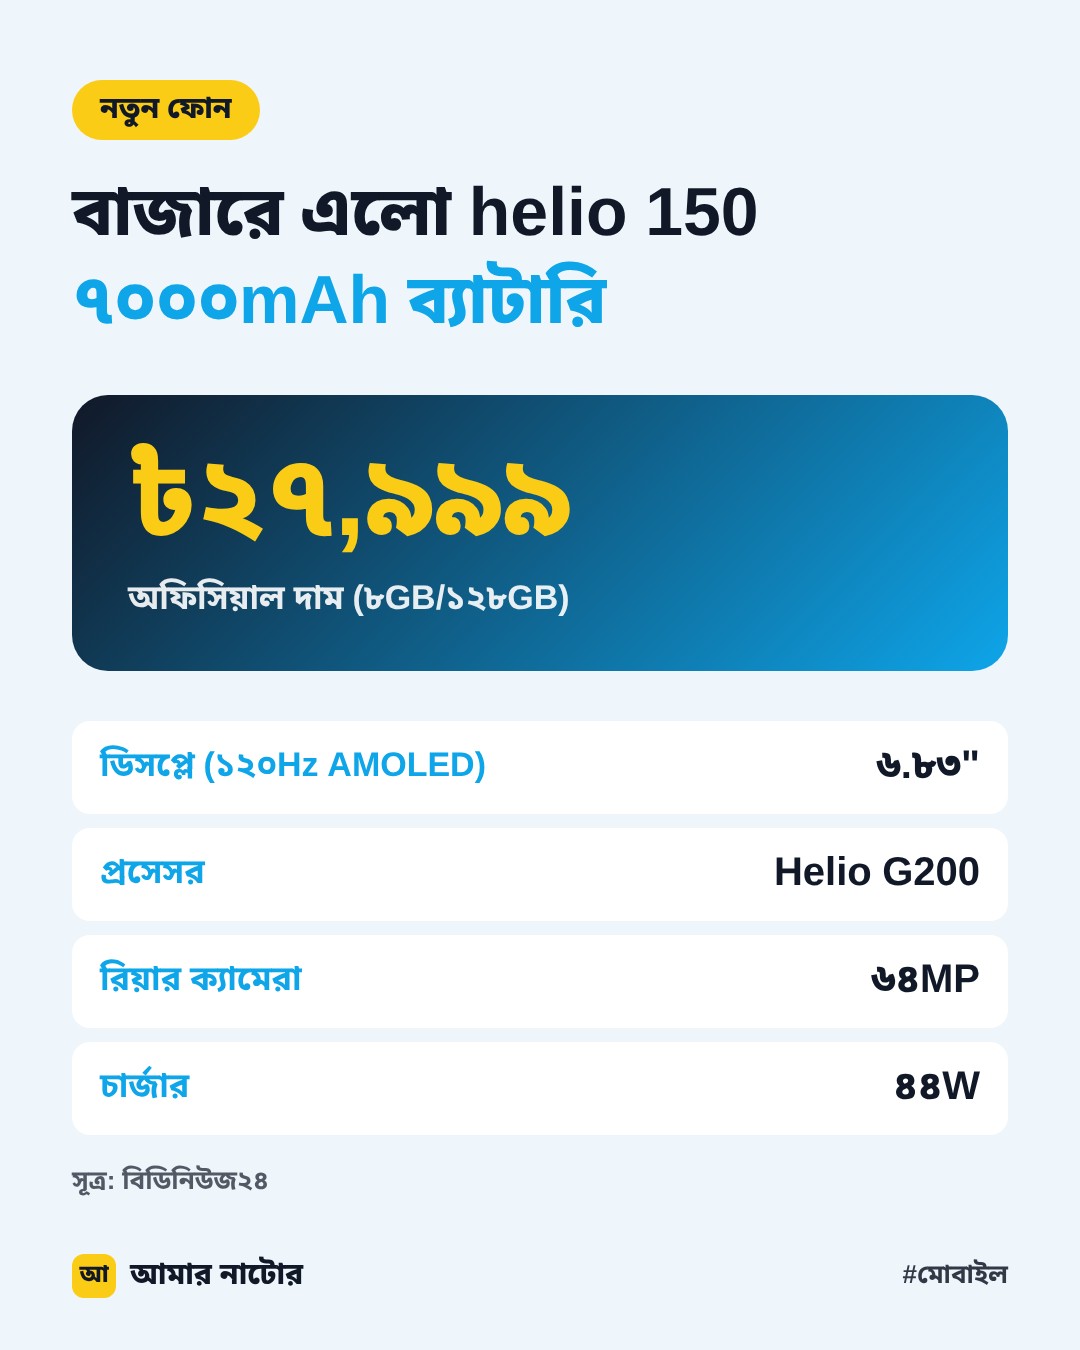 নতুন ফোন
বাজারে এলো helio 150
৭০০০mAh ব্যাটারি
৳২৭,৯৯৯
অফিসিয়াল দাম (৮GB/১২৮GB)
ডিসপ্লে (১২০Hz AMOLED) ৬.৮৩"
প্রসেসর Helio G200
রিয়ার ক্যামেরা ৬৪MP
চার্জার ৪৪W
সূত্র: বিডিনিউজ২৪
আ আমার নাটোর #মোবাইল